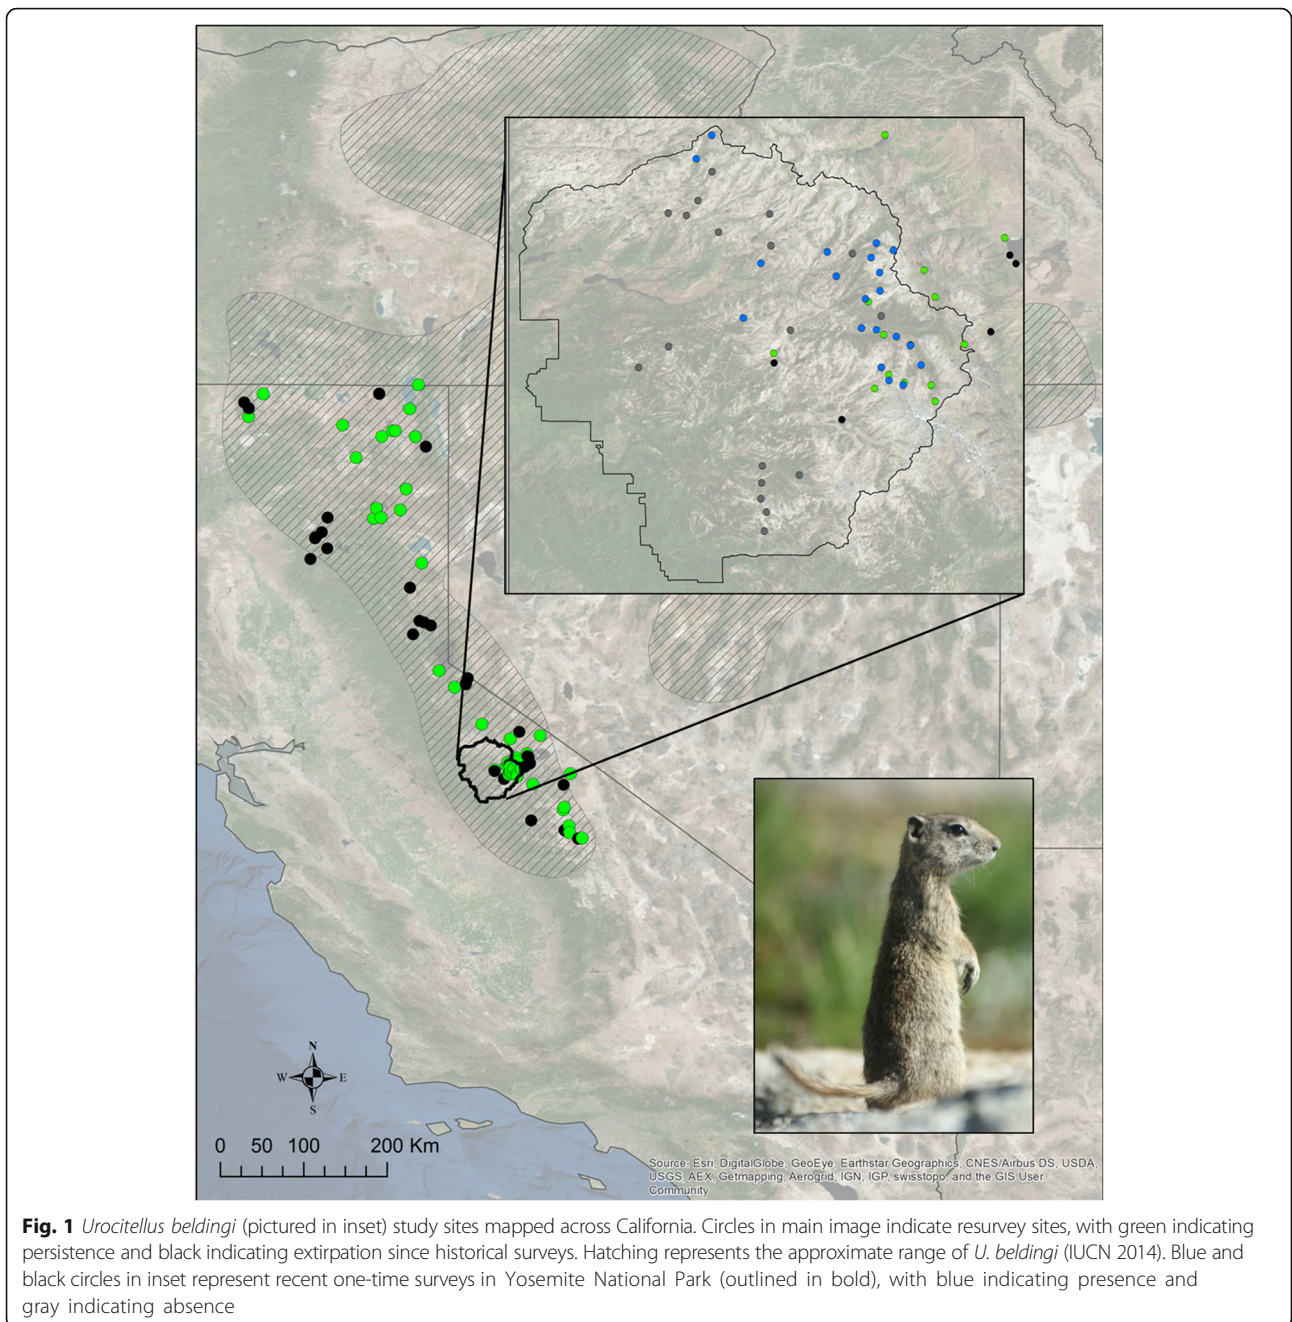 N
W E
S
0 50 100 200 Km
Source: Esri, DigitalGlobe, GeoEye, Earthstar Geographics, CNES/Airbus DS, USDA,
USGS, AEX, Getmapping, Aerogrid, IGN, IGP, swisstopo, and the GIS User
Community
Fig. 1 Urocitellus beldingi (pictured in inset) study sites mapped across California. Circles in main image indicate resurvey sites, with green indicating
persistence and black indicating extirpation since historical surveys. Hatching represents the approximate range of U. beldingi (IUCN 2014). Blue and
black circles in inset represent recent one-time surveys in Yosemite National Park (outlined in bold), with blue indicating presence and
gray indicating absence